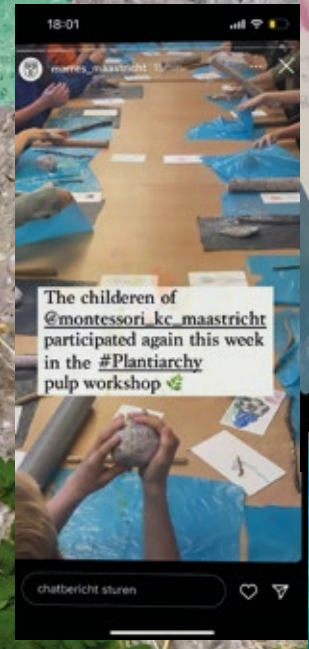 18:01
marres_maastricht
The childeren of
@montessori_kc_maastricht
participated again this week
in the #Plantiarchy
pulp workshop
chatbericht sturen